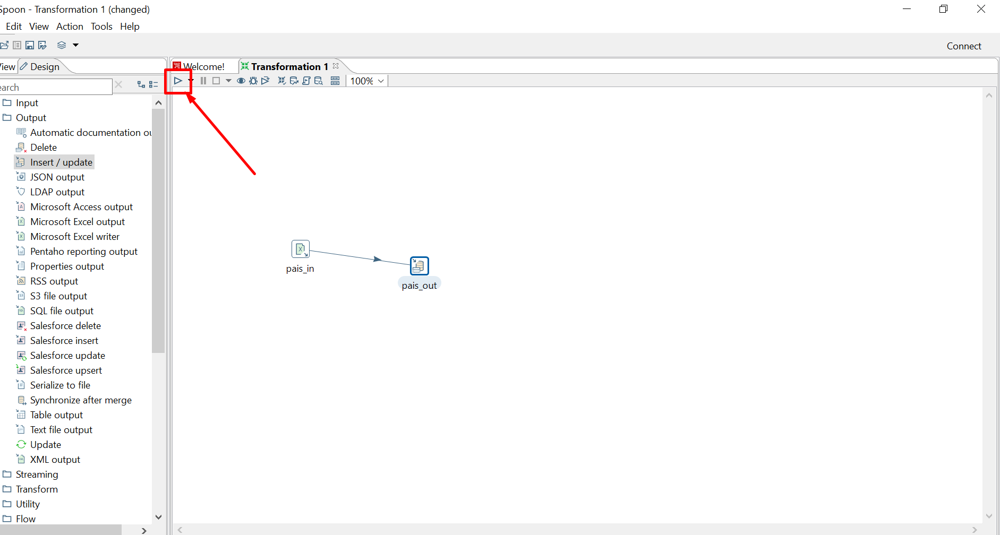 Spoon - Transformation 1 (changed)
Edit View Action Tools Help
Connect
View Design
Welcome! Transformation 1
earch
100%
Input
Output
Automatic documentation ou
Delete
Insert / update
JSON output
LDAP output
Microsoft Access output
Microsoft Excel output
Microsoft Excel writer
Pentaho reporting output
Properties output
RSS output
S3 file output
SQL file output
Salesforce delete
Salesforce insert
Salesforce update
Salesforce upsert
Serialize to file
Synchronize after merge
Table output
Text file output
Update
XML output
Streaming
Transform
Utility
Flow
pais_in
pais_out